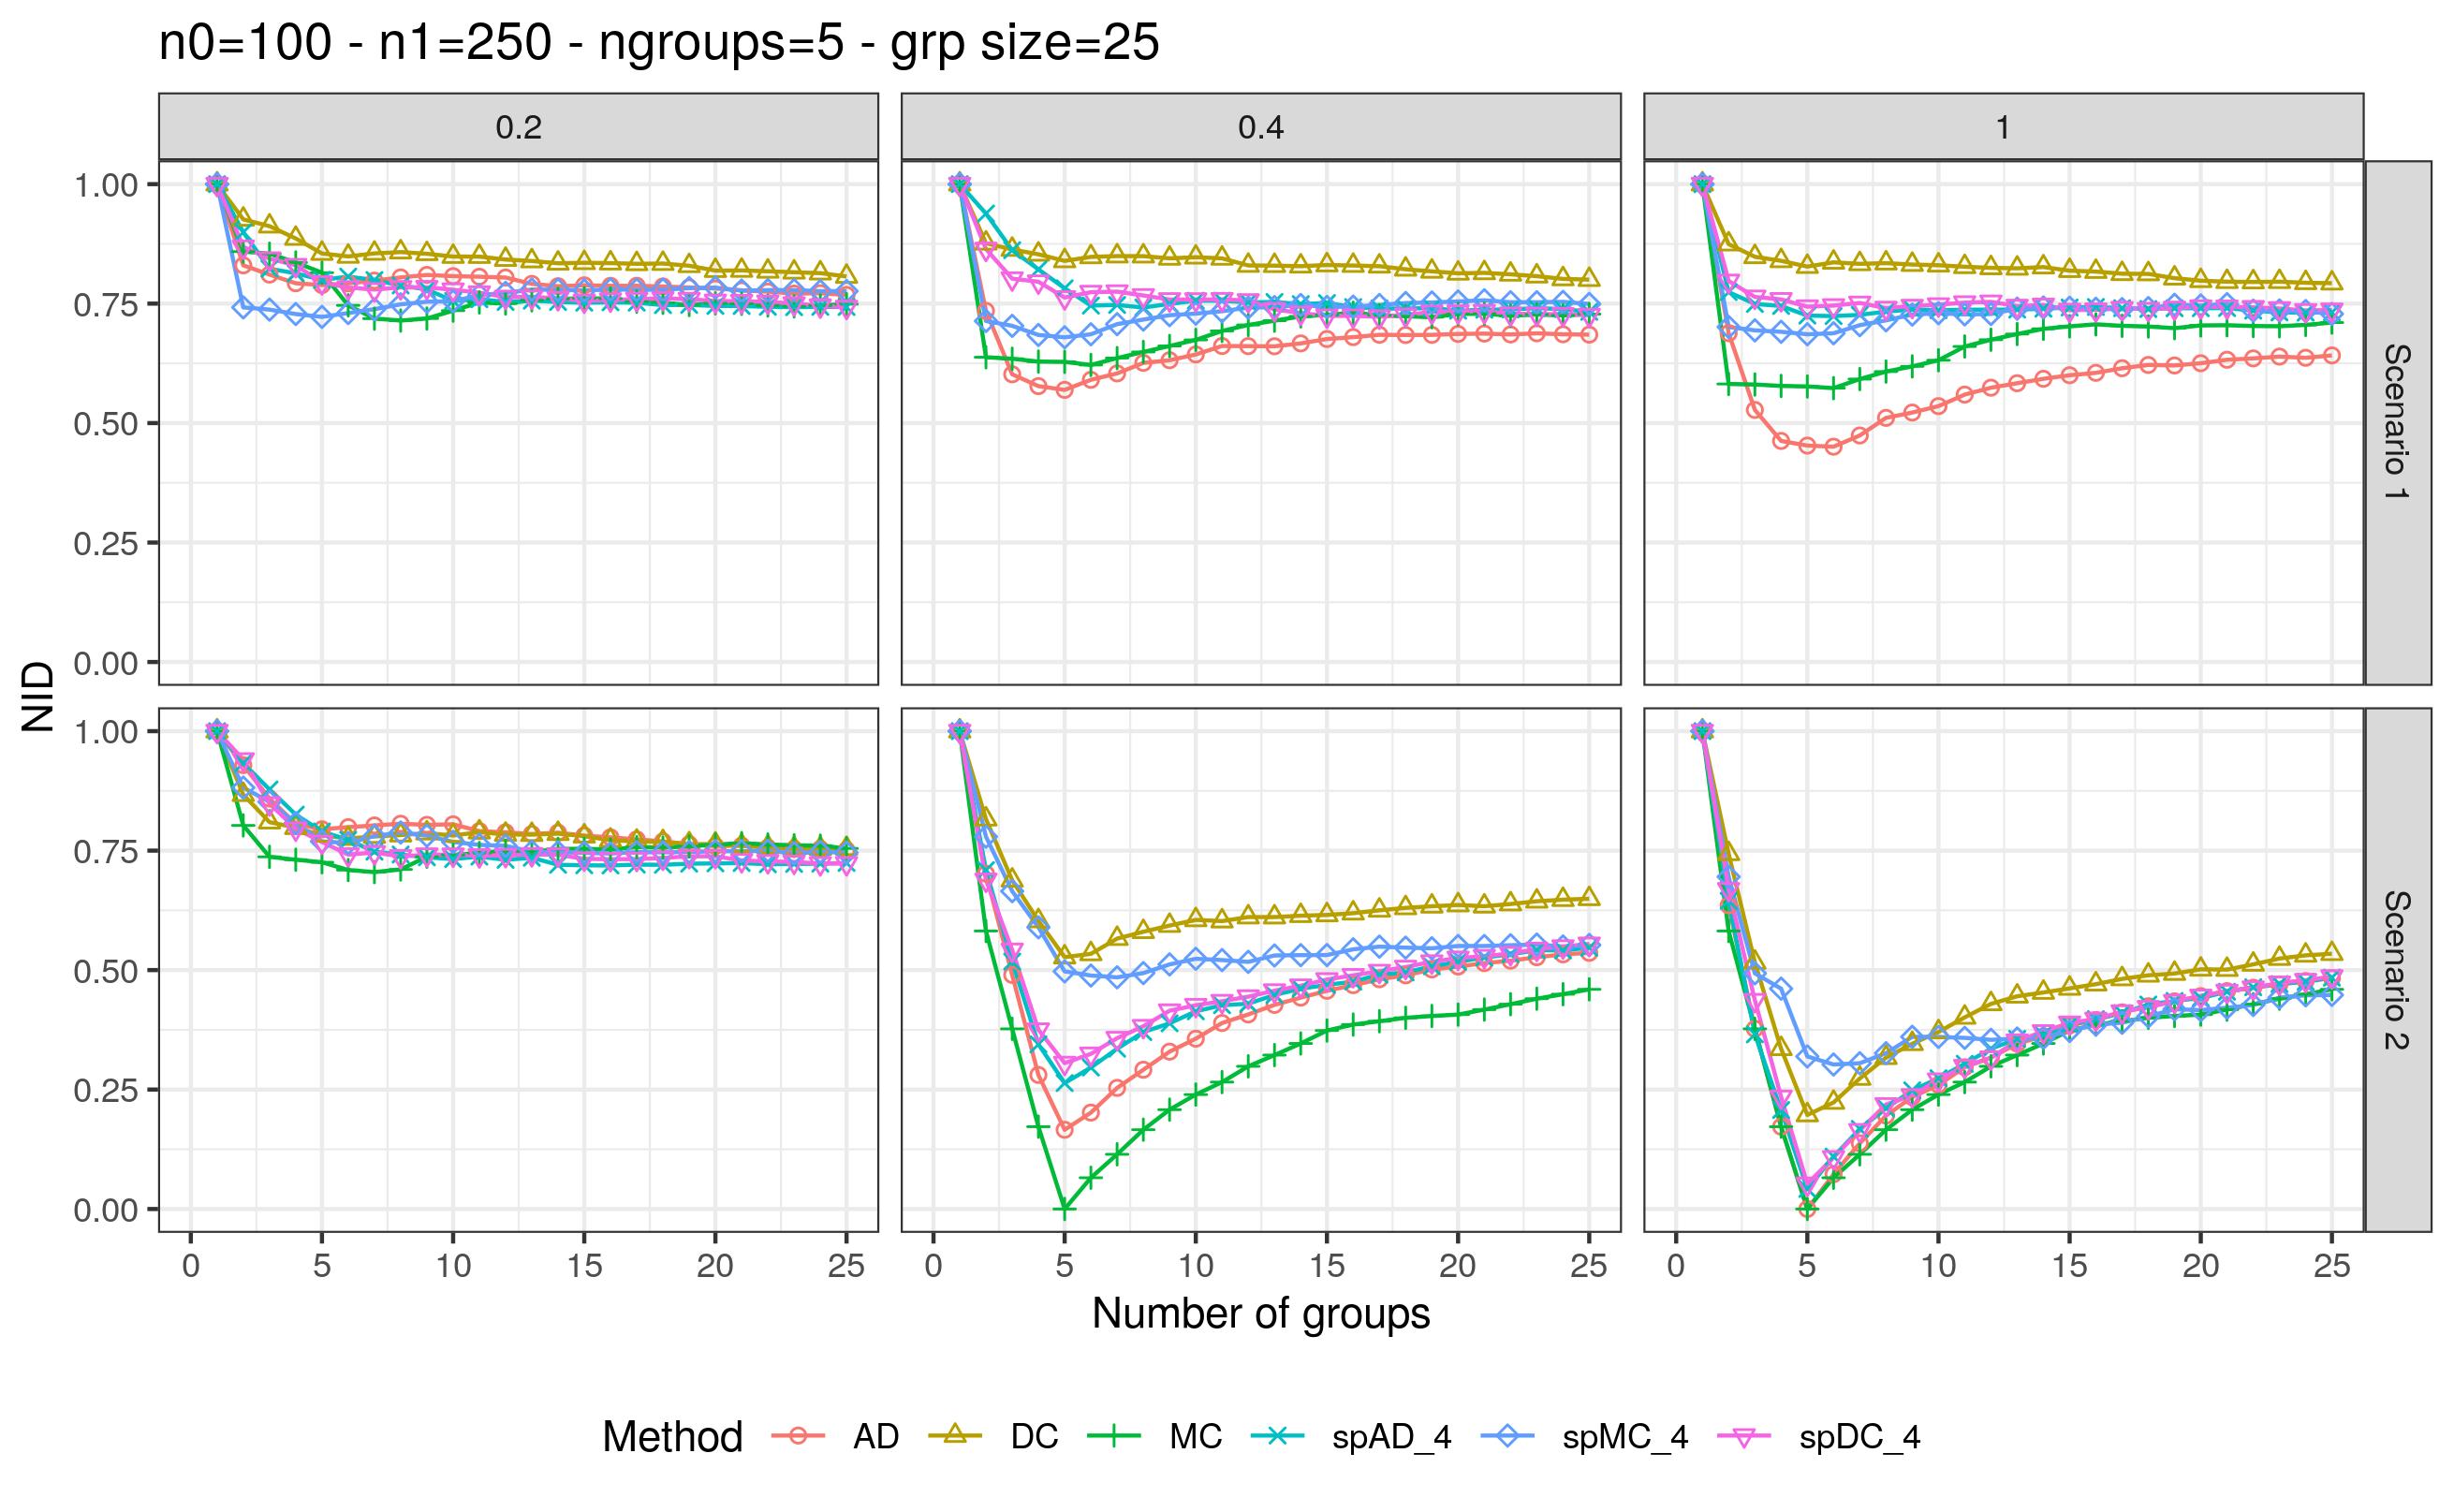 n0=100 - n1=250 - ngroups=5 - grp size=25
0.2 0.4 1
1.00
0.75
0.50
0.25
0.00
Scenario 1
NID
1.00
0.75
0.50
0.25
0.00
Scenario 2
0 5 10 15 20 25 0 5 10 15 20 25 0 5 10 15 20 25
Number of groups
Method AD DC MC spAD_4 spMC_4 spDC_4